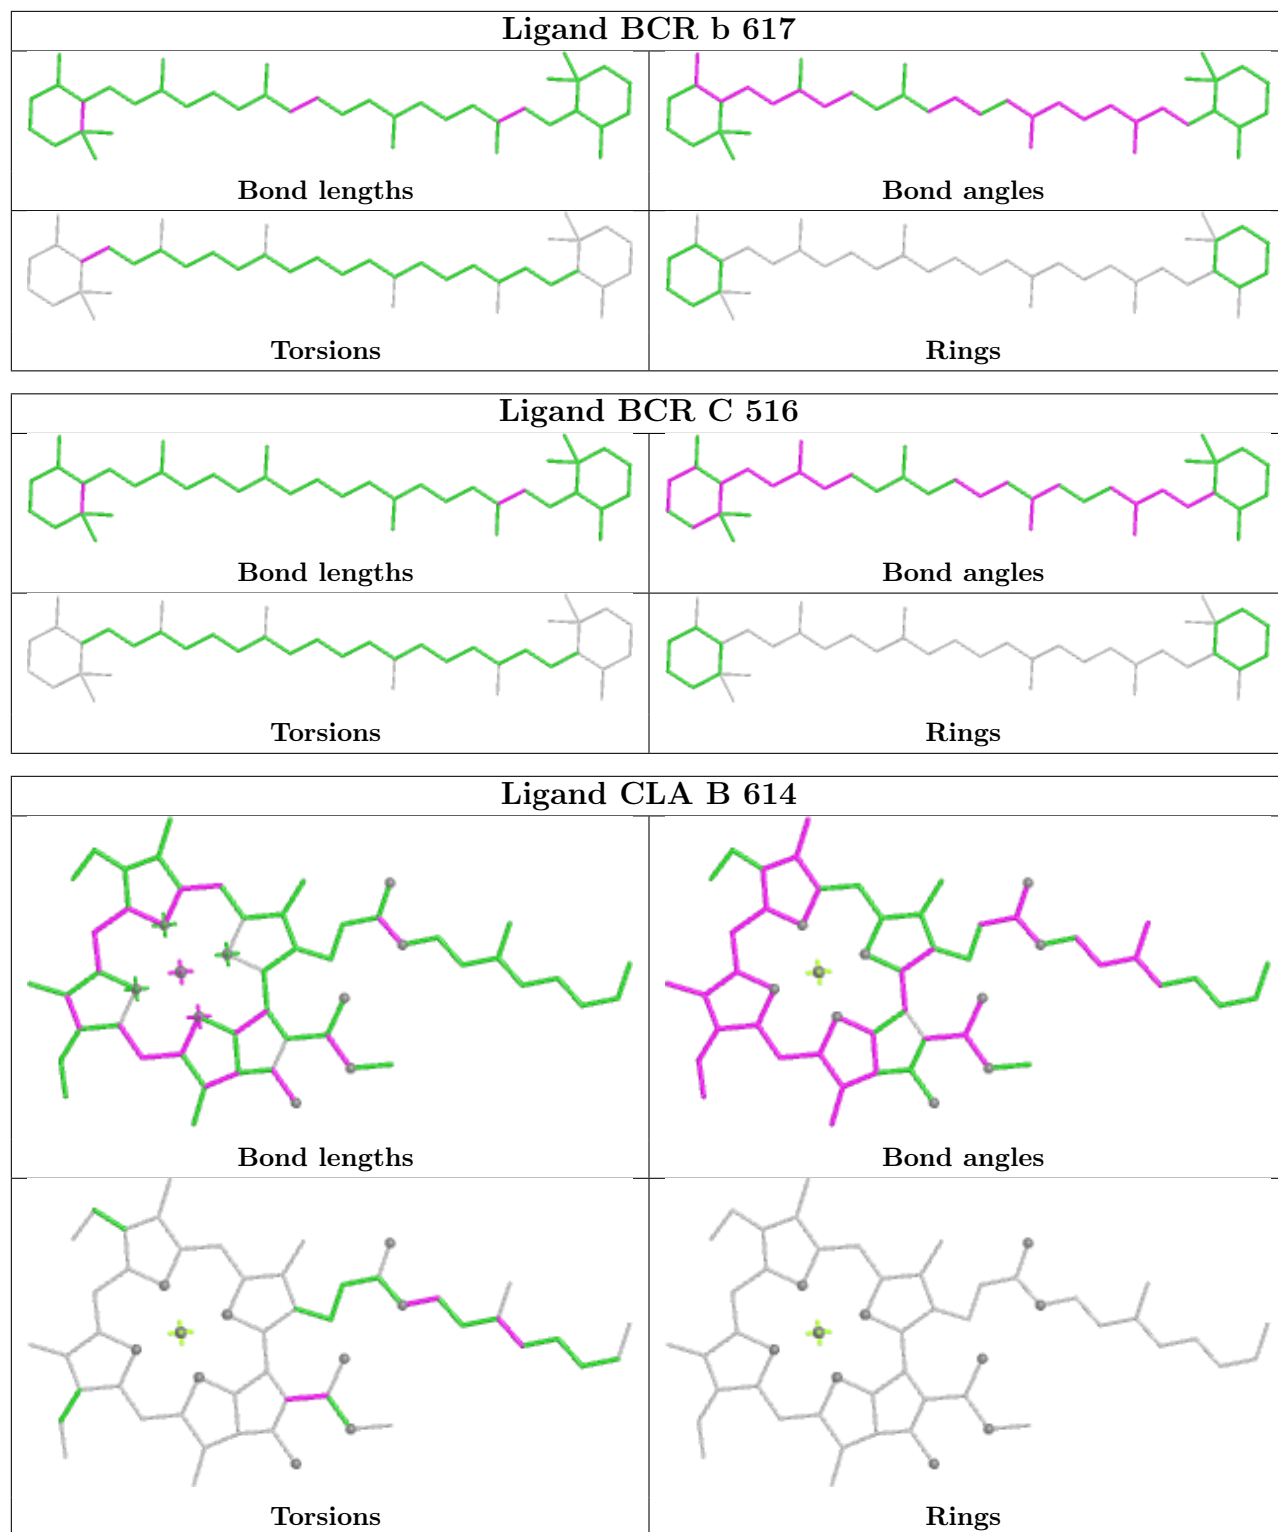 Ligand BCR b 617
Bond lengths
Bond angles
Torsions
Rings
Ligand BCR C 516
Bond lengths
Bond angles
Torsions
Rings
Ligand CLA B 614
Bond lengths
Bond angles
Torsions
Rings